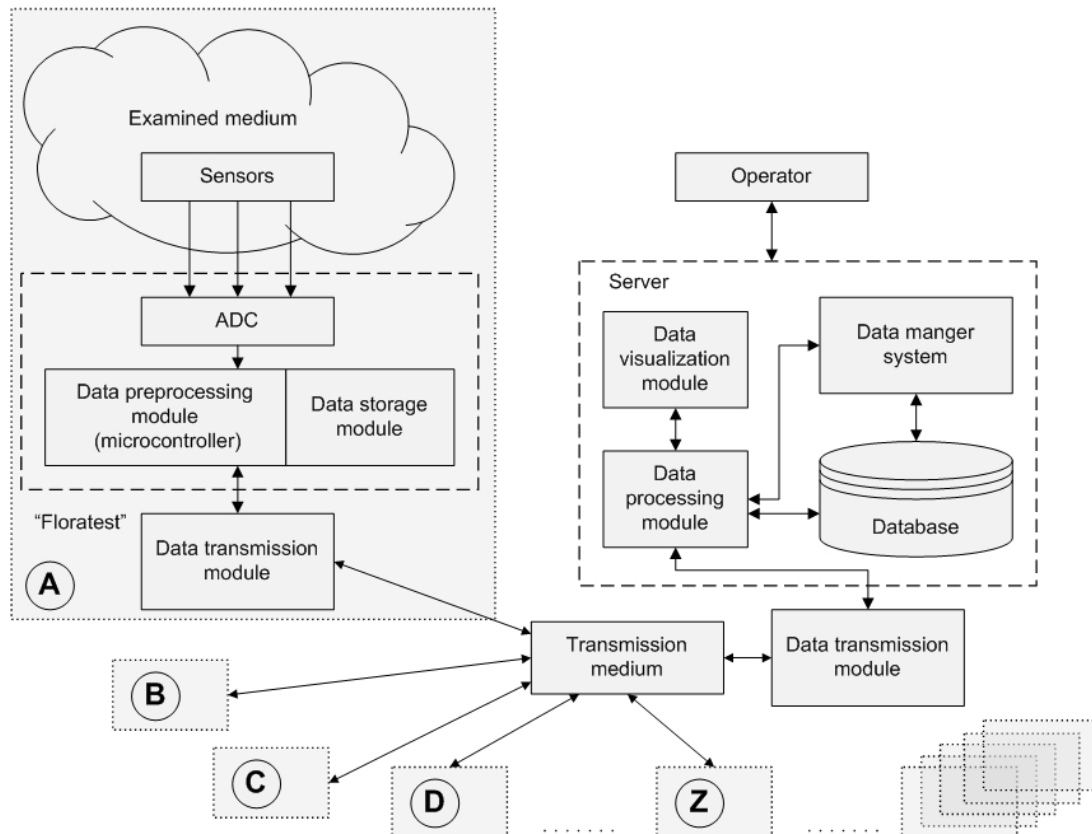 Examined medium
Sensors
ADC
Data preprocessing
module
(microcontroller)
Data storage
module
“Floratest”
Data transmission
module
A
Operator
Server
Data
visualization
module
Data manger
system
Data
processing
module
Database
Transmission
medium
Data transmission
module
B
C
D
Z
. . . . . . .
. . . . . . .